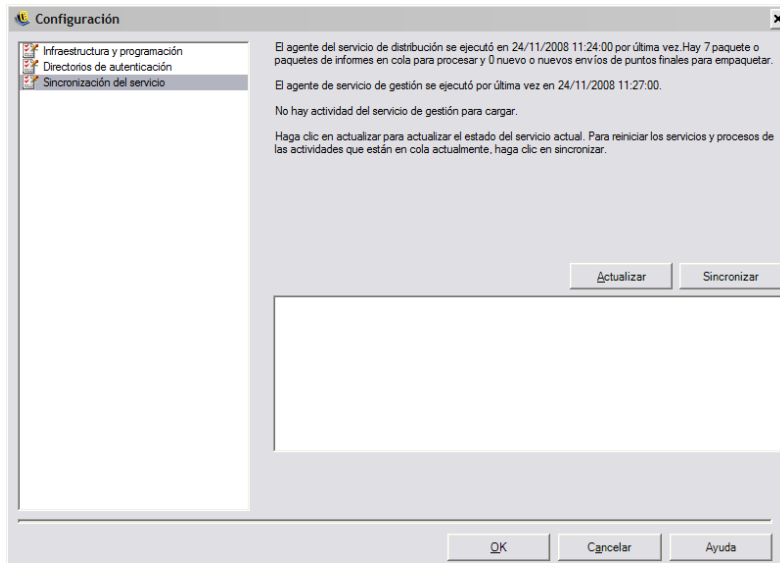 Configuración
Infraestructura y programación
Directorios de autenticación
Sincronización del servicio
El agente del servicio de distribución se ejecutó en 24/11/2008 11:24:00 por última vez.Hay 7 paquete o
paquetes de informes en cola para procesar y 0 nuevo o nuevos envíos de puntos finales para empaquetar.
El agente de servicio de gestión se ejecutó por última vez en 24/11/2008 11:27:00.
No hay actividad del servicio de gestión para cargar.
Haga clic en actualizar para actualizar el estado del servicio actual. Para reiniciar los servicios y procesos de
las actividades que están en cola actualmente, haga clic en sincronizar.
Actualizar
Sincronizar
OK
Cancelar
Ayuda